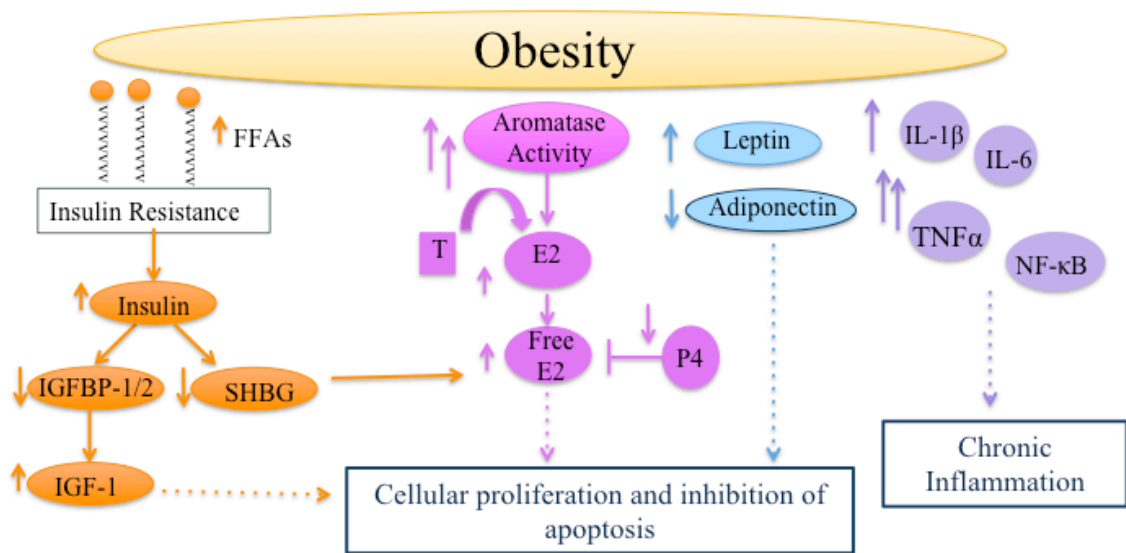 Obesity
FFAs
Insulin Resistance
Insulin
IGFBP-1/2
SHBG
IGF-1
Aromatase
Activity
T
E2
Free
E2
P4
Leptin
Adiponectin
IL-1β
IL-6
TNFα
NF-κB
Cellular proliferation and inhibition of
apoptosis
Chronic
Inflammation